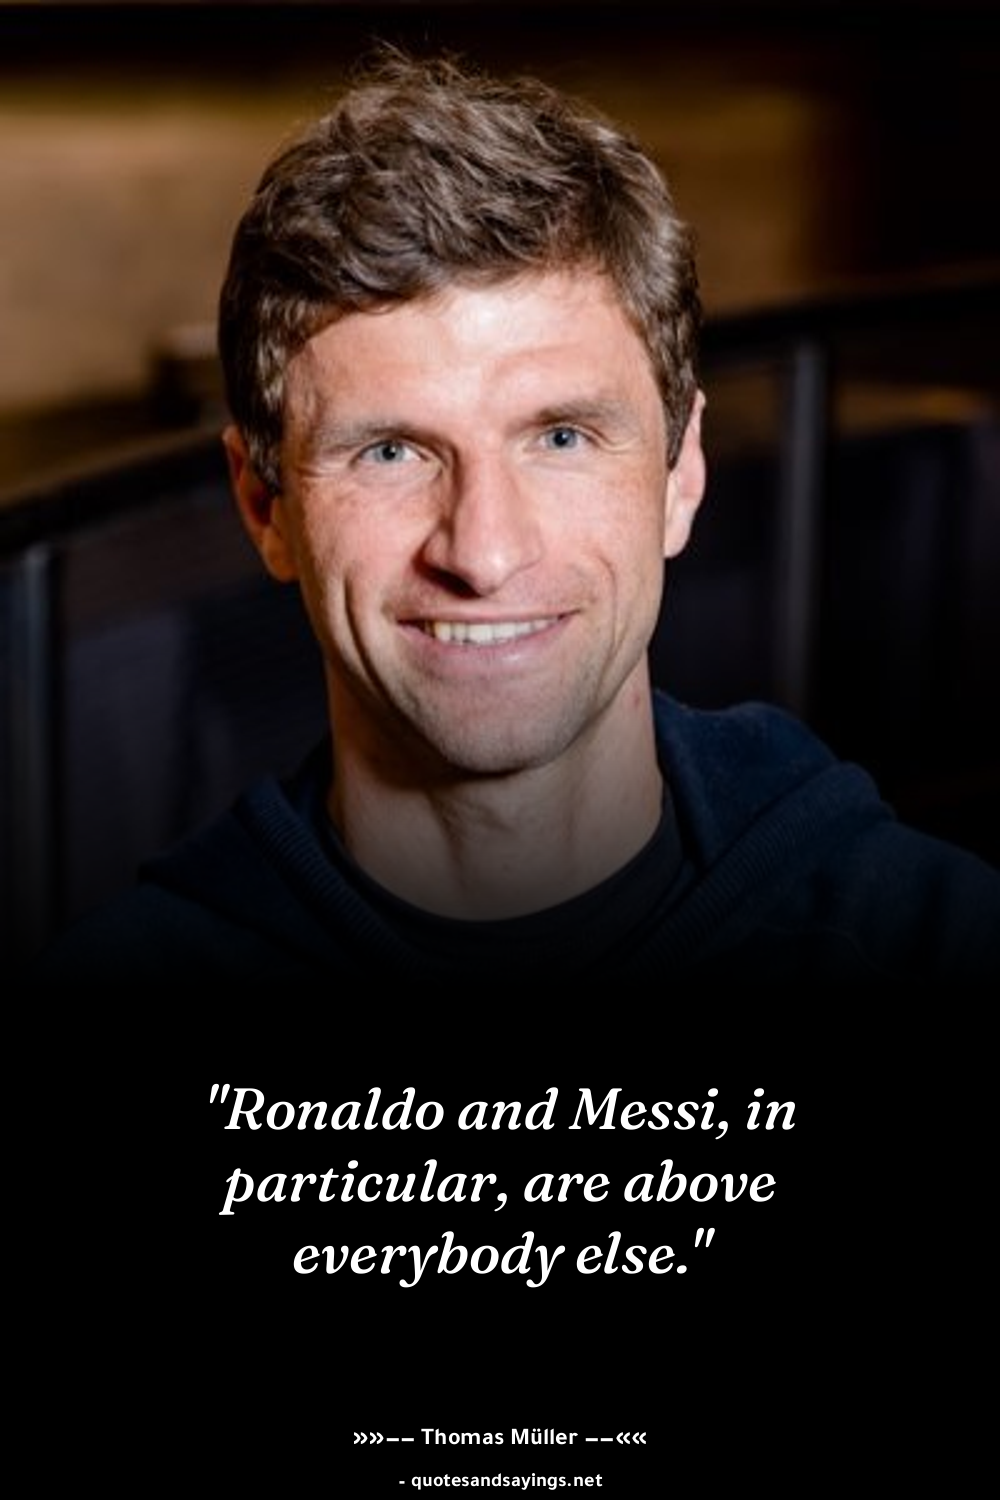 "Ronaldo and Messi, in
particular, are above
everybody else."
»»−− Thomas Müller −−««
- quotesandsayings.net